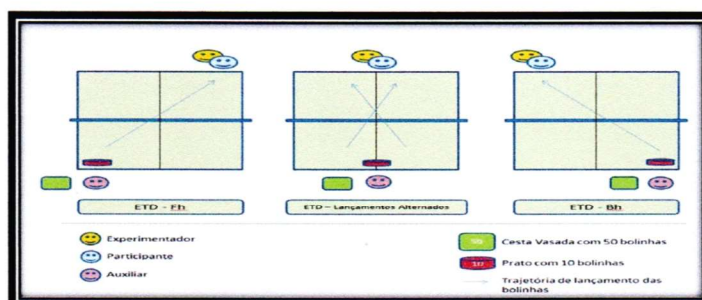 ETD - Fh
ETD – Lançamentos Alternados
ETD - Bh
Experimentador
Participante
Auxiliar
50 Cesta Vasada com 50 bolinhas
10 Prato com 10 bolinhas
Trajetória de lançamento das
bolinhas